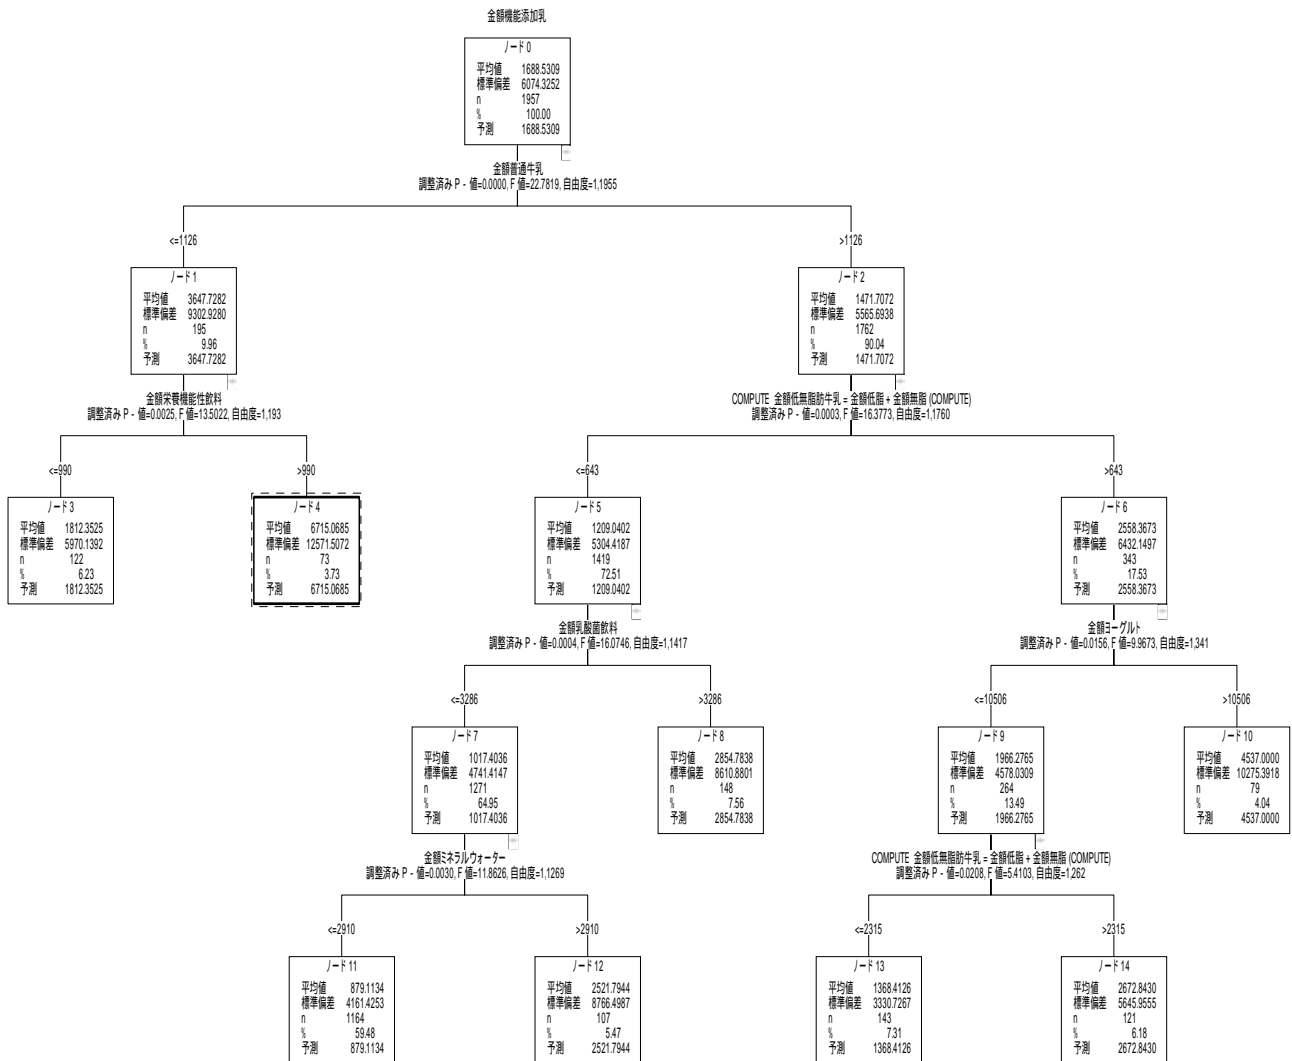 金額機能添加乳
ノード 0
平均値 1688.5309
標準偏差 6074.3252
n 1957
% 100.00
予測 1688.5309
金額普通牛乳
調整済み P - 値=0.0000, F 値=22.7819, 自由度=1,1955
<=1126
>1126
ノード 1
平均値 3647.7282
標準偏差 9302.9280
n 195
% 9.96
予測 3647.7282
ノード 2
平均値 1471.7072
標準偏差 5565.6938
n 1762
% 90.04
予測 1471.7072
金額栄養機能性飲料
調整済み P - 値=0.0025, F 値=13.5022, 自由度=1,193
COMPUTE 金額低無脂肪牛乳 = 金額低脂 + 金額無脂 (COMPUTE)
調整済み P - 値=0.0003, F 値=16.3773, 自由度=1,1760
<=990
>990
<=643
>643
ノード 3
平均値 1812.3525
標準偏差 5970.1392
n 122
% 6.23
予測 1812.3525
ノード 4
平均値 6715.0685
標準偏差 12571.5072
n 73
% 3.73
予測 6715.0685
ノード 5
平均値 1209.0402
標準偏差 5304.4187
n 1419
% 72.51
予測 1209.0402
ノード 6
平均値 2558.3673
標準偏差 6432.1497
n 343
% 17.53
予測 2558.3673
金額乳酸菌飲料
調整済み P - 値=0.0004, F 値=16.0746, 自由度=1,1417
金額ヨーグルト
調整済み P - 値=0.0156, F 値=9.9673, 自由度=1,341
<=3286
>3286
<=10506
>10506
ノード 7
平均値 1017.4036
標準偏差 4741.4147
n 1271
% 64.95
予測 1017.4036
ノード 8
平均値 2854.7838
標準偏差 8610.8801
n 148
% 7.56
予測 2854.7838
ノード 9
平均値 1966.2765
標準偏差 4578.0309
n 264
% 13.49
予測 1966.2765
ノード 10
平均値 4537.0000
標準偏差 10275.3918
n 79
% 4.04
予測 4537.0000
金額ミネラルウォーター
調整済み P - 値=0.0030, F 値=11.8626, 自由度=1,1269
COMPUTE 金額低無脂肪牛乳 = 金額低脂 + 金額無脂 (COMPUTE)
調整済み P - 値=0.0208, F 値=5.4103, 自由度=1,262
<=2910
>2910
<=2315
>2315
ノード 11
平均値 879.1134
標準偏差 4161.4253
n 1164
% 59.48
予測 879.1134
ノード 12
平均値 2521.7944
標準偏差 8766.4987
n 107
% 5.47
予測 2521.7944
ノード 13
平均値 1368.4126
標準偏差 3330.7267
n 143
% 7.31
予測 1368.4126
ノード 14
平均値 2672.8430
標準偏差 5645.9555
n 121
% 6.18
予測 2672.8430